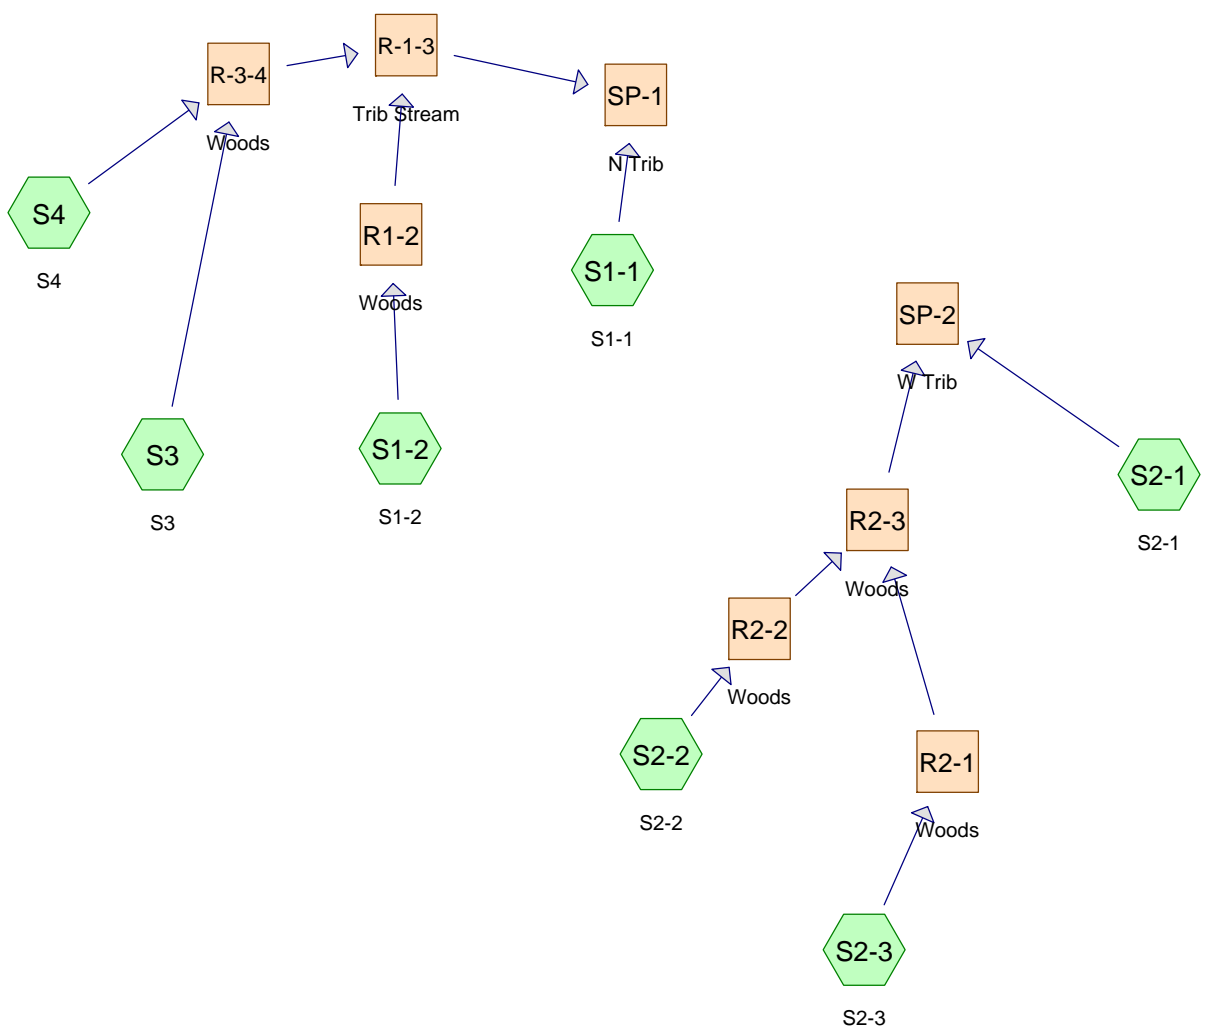 R-3-4
Woods
R-1-3
Trib Stream
SP-1
N Trib
S4
S4
R1-2
Woods
S1-1
S1-1
S3
S3
S1-2
S1-2
SP-2
W Trib
S2-1
S2-1
R2-3
Woods
R2-2
Woods
S2-2
S2-2
R2-1
Woods
S2-3
S2-3